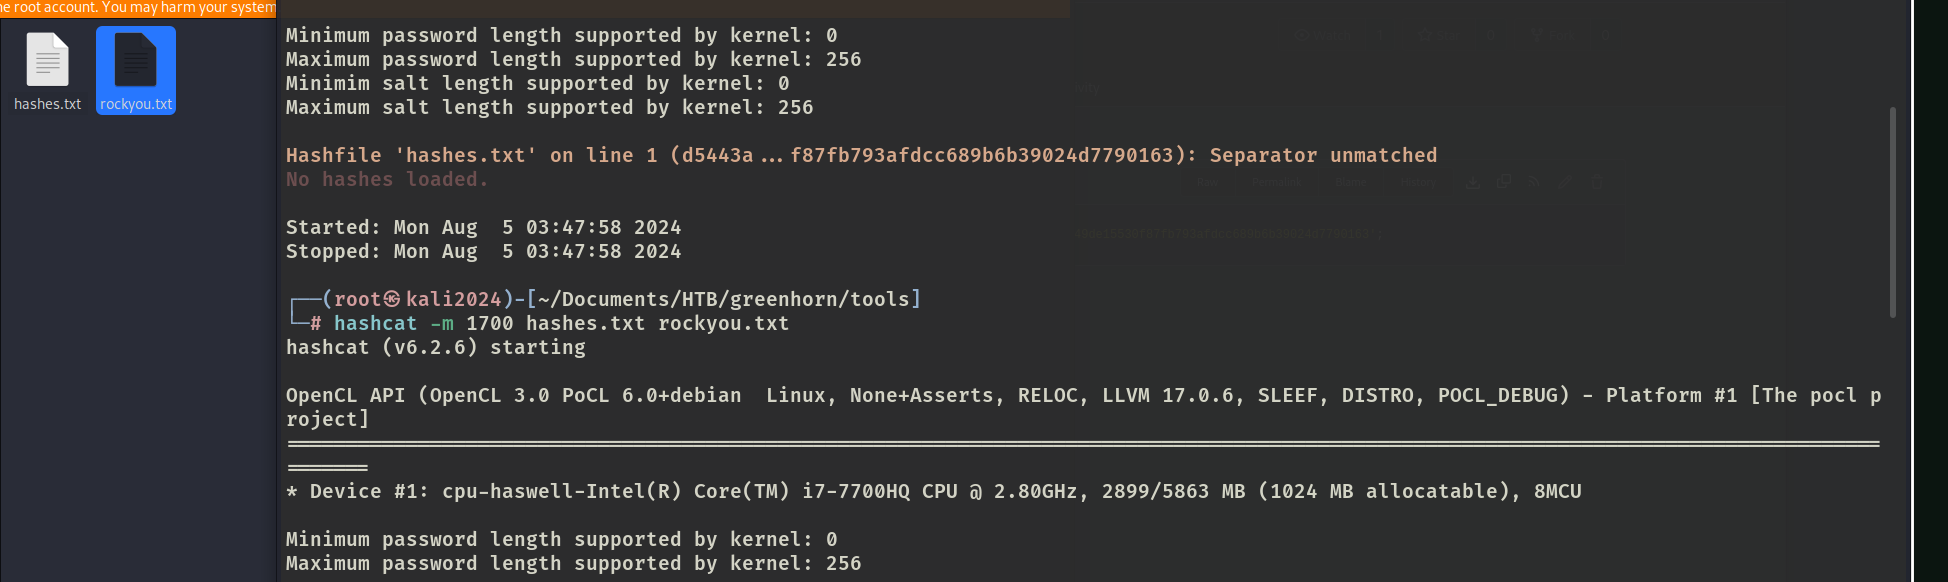 ne root account. You may harm your system
hashes.txt
rockyou.txt
Minimum password length supported by kernel: 0
Maximum password length supported by kernel: 256
Minimim salt length supported by kernel: 0
Maximum salt length supported by kernel: 256
Hashfile 'hashes.txt' on line 1 (d5443a...f87fb793afdcc689b6b39024d7790163): Separator unmatched
No hashes loaded.
Started: Mon Aug  5 03:47:58 2024
Stopped: Mon Aug  5 03:47:58 2024
┌──(root㉿kali2024)-[~/Documents/HTB/greenhorn/tools]
└─# hashcat -m 1700 hashes.txt rockyou.txt
hashcat (v6.2.6) starting
OpenCL API (OpenCL 3.0 PoCL 6.0+debian  Linux, None+Asserts, RELOC, LLVM 17.0.6, SLEEF, DISTRO, POCL_DEBUG) - Platform #1 [The pocl p
roject]
* Device #1: cpu-haswell-Intel(R) Core(TM) i7-7700HQ CPU @ 2.80GHz, 2899/5863 MB (1024 MB allocatable), 8MCU
Minimum password length supported by kernel: 0
Maximum password length supported by kernel: 256